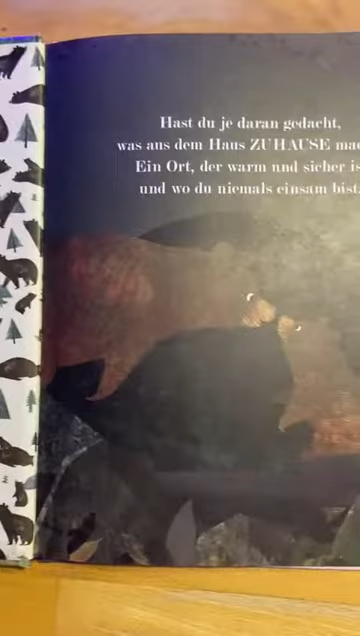 Hast du je daran gedacht,
was aus dem Haus ZUHAUSE mac
Ein Ort, der warm und sicher is
und wo du niemals einsam bist.